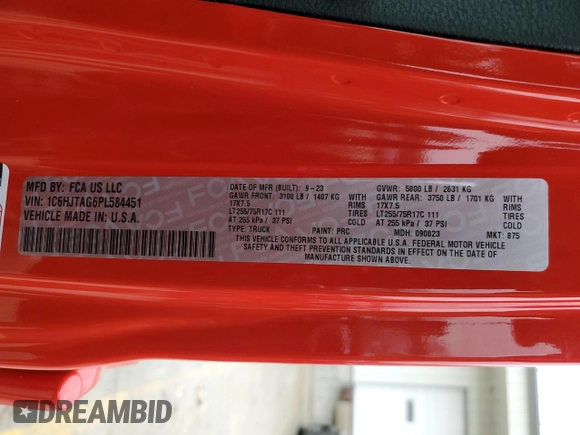 MFD BY: FCA US LLC
VIN: 1C6HJTAG6PL584451
VEHICLE MADE IN U.S.A.
DATE OF MFR (BUILT): 9-23
GAWR FRONT: 3100 LB / 1407 KG WITH
17X7.5 RIMS
LT255/75R17C 111 TIRES
AT 255 kPa / 37 PSI COLD
TYPE: TRUCK PAINT: PRC
GVWR: 5800 LB / 2631 KG
GAWR REAR: 3750 LB / 1701 KG WITH
17X7.5 RIMS
LT255/75R17C 111 TIRES
AT 255 kPa / 37 PSI COLD
MDH: 090823 MKT: 875
THIS VEHICLE CONFORMS TO ALL APPLICABLE U.S.A. FEDERAL MOTOR VEHICLE
SAFETY AND THEFT PREVENTION STANDARDS IN EFFECT ON THE DATE OF
MANUFACTURE SHOWN ABOVE.
DREAMBID